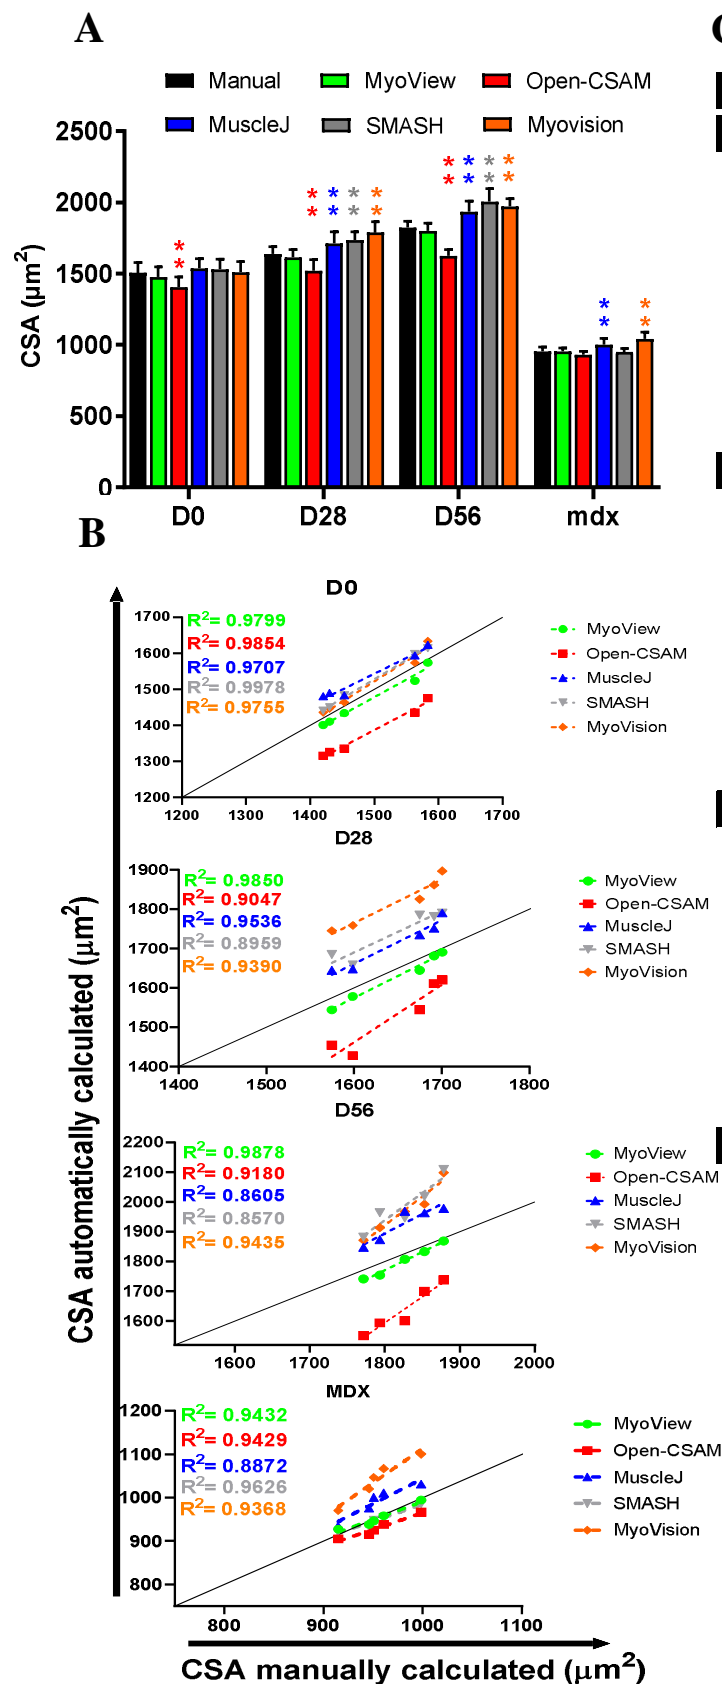 A
Manual MyoView Open-CSAM
MuscleJ SMASH Myovision
CSA (µm²)
2500
2000
1500
1000
500
0
* * * * * * * * * * * * * * * * * * * * * *
D0 D28 D56 mdx
B
CSA automatically calculated (µm²)
D0
1700
1600
1500
1400
1300
1200
R²= 0.9799
R²= 0.9854
R²= 0.9707
R²= 0.9978
R²= 0.9755
MyoView
Open-CSAM
MuscleJ
SMASH
MyoVision
1200 1300 1400 1500 1600 1700
D28
1900
1800
1700
1600
1500
1400
R²= 0.9850
R²= 0.9047
R²= 0.9536
R²= 0.8959
R²= 0.9390
MyoView
Open-CSAM
MuscleJ
SMASH
MyoVision
1400 1500 1600 1700 1800
D56
2200
2100
2000
1900
1800
1700
1600
R²= 0.9878
R²= 0.9180
R²= 0.8605
R²= 0.8570
R²= 0.9435
MyoView
Open-CSAM
MuscleJ
SMASH
MyoVision
1600 1700 1800 1900 2000
MDX
1200
1100
1000
900
800
R²= 0.9432
R²= 0.9429
R²= 0.8872
R²= 0.9626
R²= 0.9368
MyoView
Open-CSAM
MuscleJ
SMASH
MyoVision
800 900 1000 1100
CSA manually calculated (µm²)